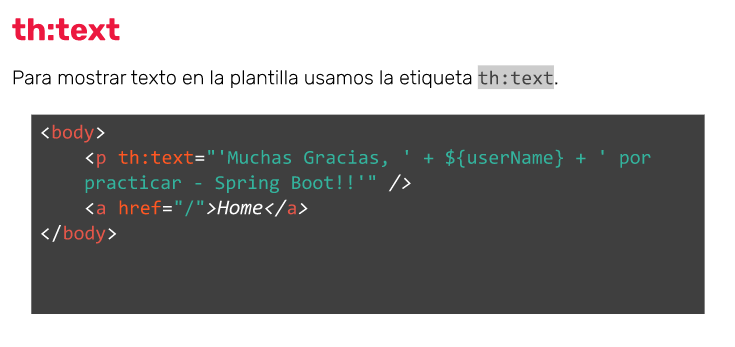 th:text
Para mostrar texto en la plantilla usamos la etiqueta th:text.
<body>
<p th:text="'Muchas Gracias, ' + ${userName} + ' por
practicar - Spring Boot!!'" />
<a href="/">Home</a>
</body>